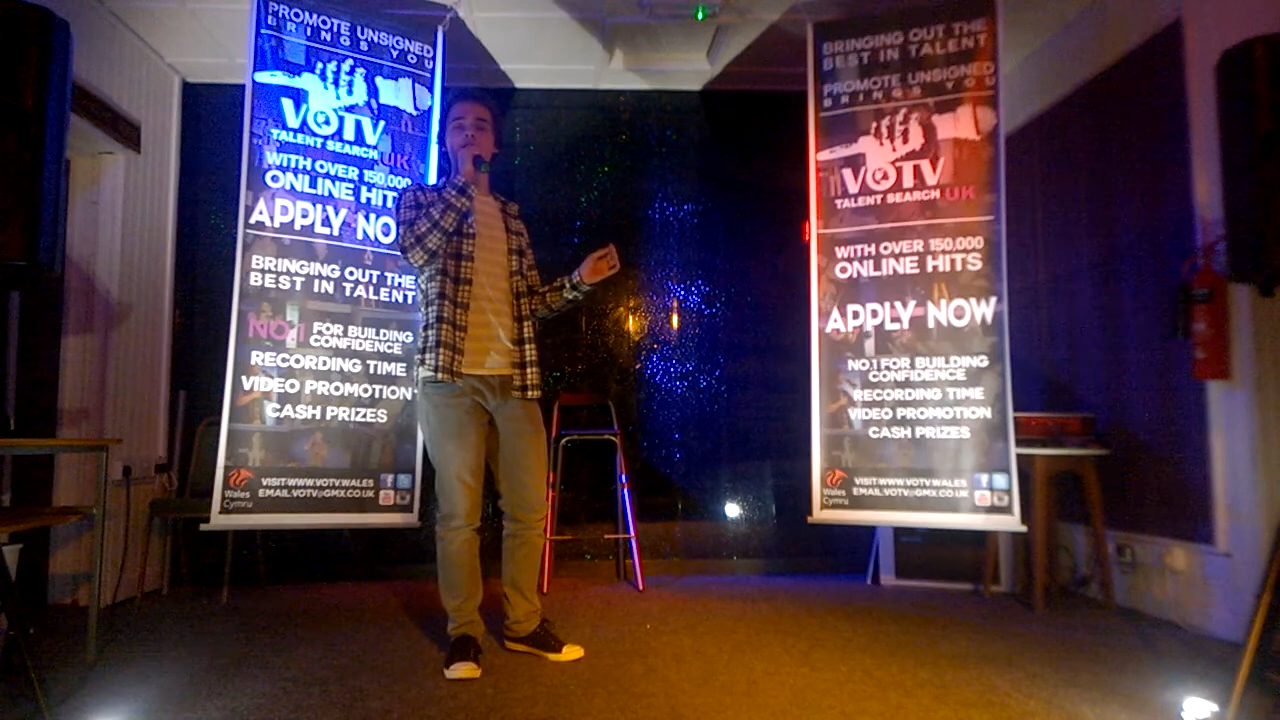 PROMOTE UNSIGNED
BRINGS YOU
VOTV
TALENT SEARCH UK
WITH OVER 150,000
ONLINE HIT
APPLY NO
BRINGING OUT THE
BEST IN TALENT
NO.1 FOR BUILDING
CONFIDENCE
RECORDING TIME
VIDEO PROMOTION
CASH PRIZES
Wales
Cymru
VISIT-WWW.VOTV.WALES
EMAIL:VOTV@GMX.CO.UK
BRINGING OUT THE
BEST IN TALENT
PROMOTE UNSIGNED
BRINGS YOU
VOTV
TALENT SEARCH UK
WITH OVER 150,000
ONLINE HITS
APPLY NOW
NO.1 FOR BUILDING
CONFIDENCE
RECORDING TIME
VIDEO PROMOTION
CASH PRIZES
Wales
Cymru
VISIT-WWW.VOTV.WALES
EMAIL:VOTV@GMX.CO.UK